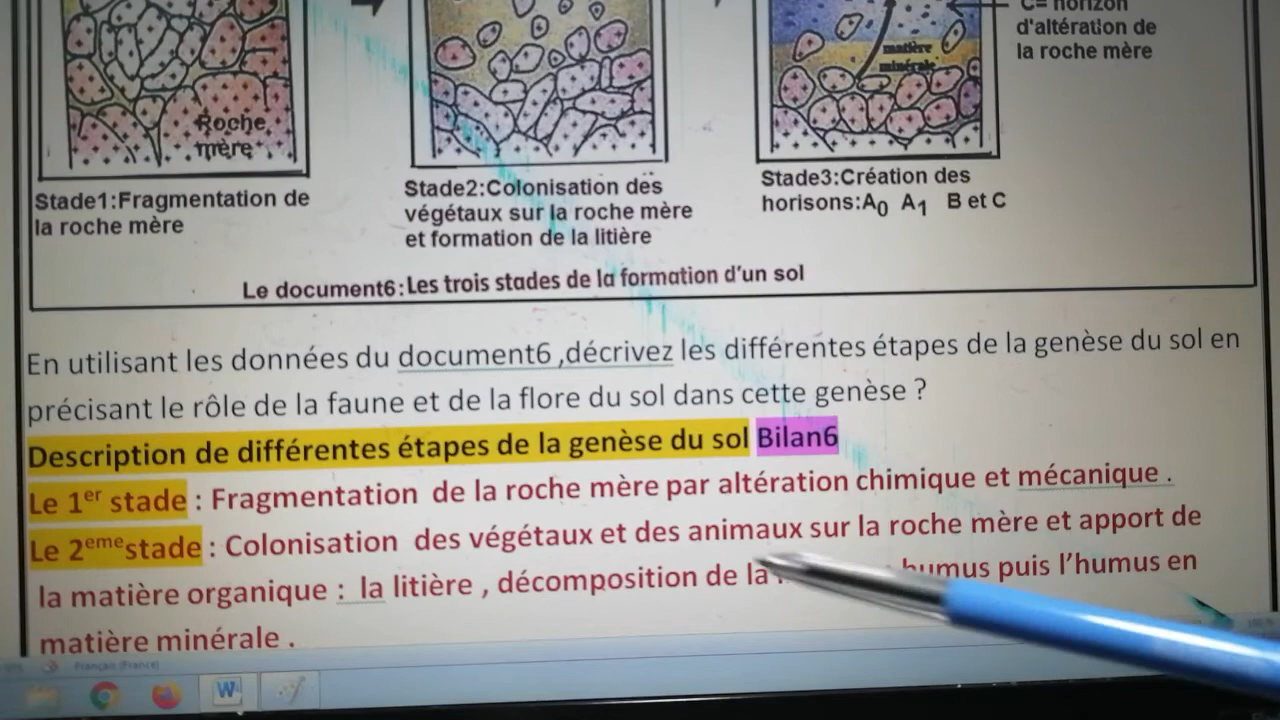 C= horizon
d'altération de
la roche mère
matière
minérale
Roche
mère
Stade1:Fragmentation de
la roche mère
Stade2:Colonisation des
végétaux sur la roche mère
et formation de la litière
Stade3:Création des
horisons:A0 A1 B et C
Le document6:Les trois stades de la formation d'un sol
En utilisant les données du document6 ,décrivez les différentes étapes de la genèse du sol en
précisant le rôle de la faune et de la flore du sol dans cette genèse ?
Description de différentes étapes de la genèse du sol Bilan6
Le 1er stade : Fragmentation de la roche mère par altération chimique et mécanique .
Le 2emestade : Colonisation des végétaux et des animaux sur la roche mère et apport de
la matière organique : la litière , décomposition de la humus puis l'humus en
matière minérale .
Français (France)